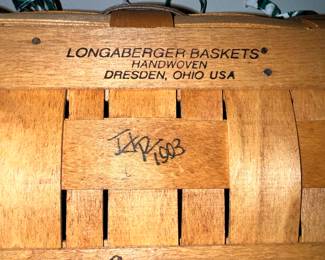 LONGABERGER BASKETS®
HANDWOVEN
DRESDEN, OHIO USA
1993